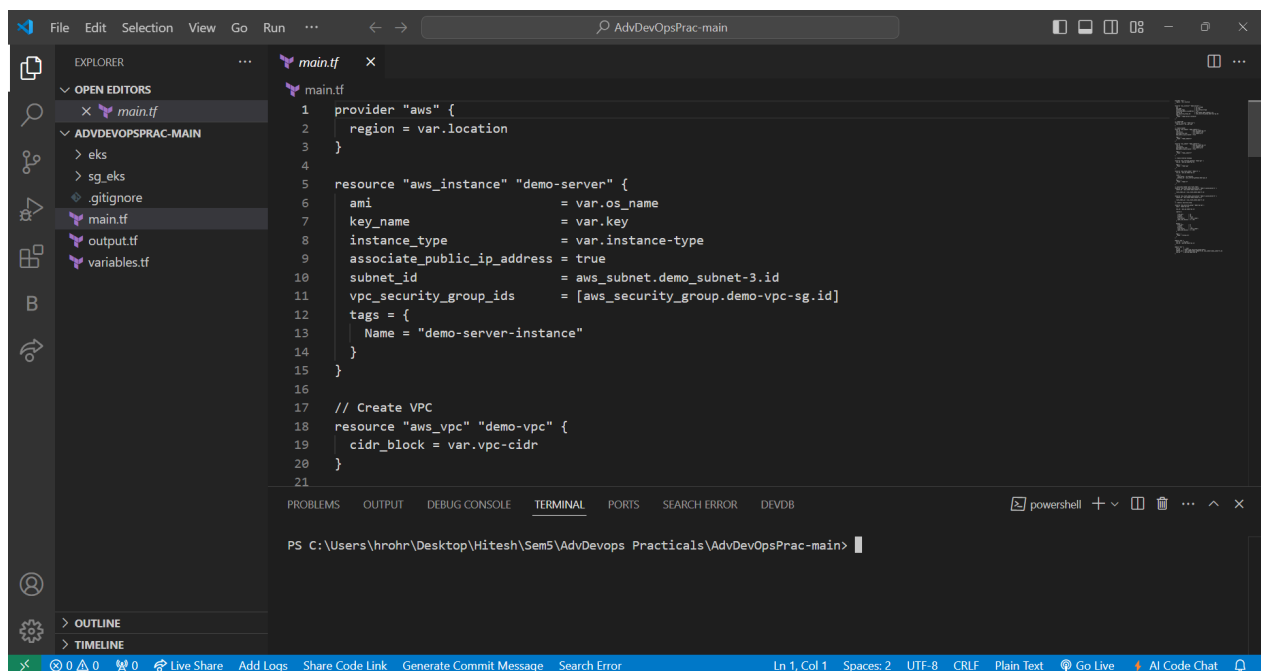 File Edit Selection View Go Run ··· AdvDevOpsPrac-main
EXPLORER ···
OPEN EDITORS
main.tf
ADVDEVOPSPRAC-MAIN
eks
sg_eks
.gitignore
main.tf
output.tf
variables.tf
OUTLINE
TIMELINE
main.tf
main.tf
1 provider "aws" {
2 region = var.location
3 }
4
5 resource "aws_instance" "demo-server" {
6 ami = var.os_name
7 key_name = var.key
8 instance_type = var.instance-type
9 associate_public_ip_address = true
10 subnet_id = aws_subnet.demo_subnet-3.id
11 vpc_security_group_ids = [aws_security_group.demo-vpc-sg.id]
12 tags = {
13 Name = "demo-server-instance"
14 }
15 }
16
17 // Create VPC
18 resource "aws_vpc" "demo-vpc" {
19 cidr_block = var.vpc-cidr
20 }
21
PROBLEMS OUTPUT DEBUG CONSOLE TERMINAL PORTS SEARCH ERROR DEVDB powershell
PS C:\Users\hrohr\Desktop\Hitesh\Sem5\AdvDevops Practicals\AdvDevOpsPrac-main>
0 0 0 Live Share Add Logs Share Code Link Generate Commit Message Search Error Ln 1, Col 1 Spaces: 2 UTF-8 CRLF Plain Text Go Live AI Code Chat